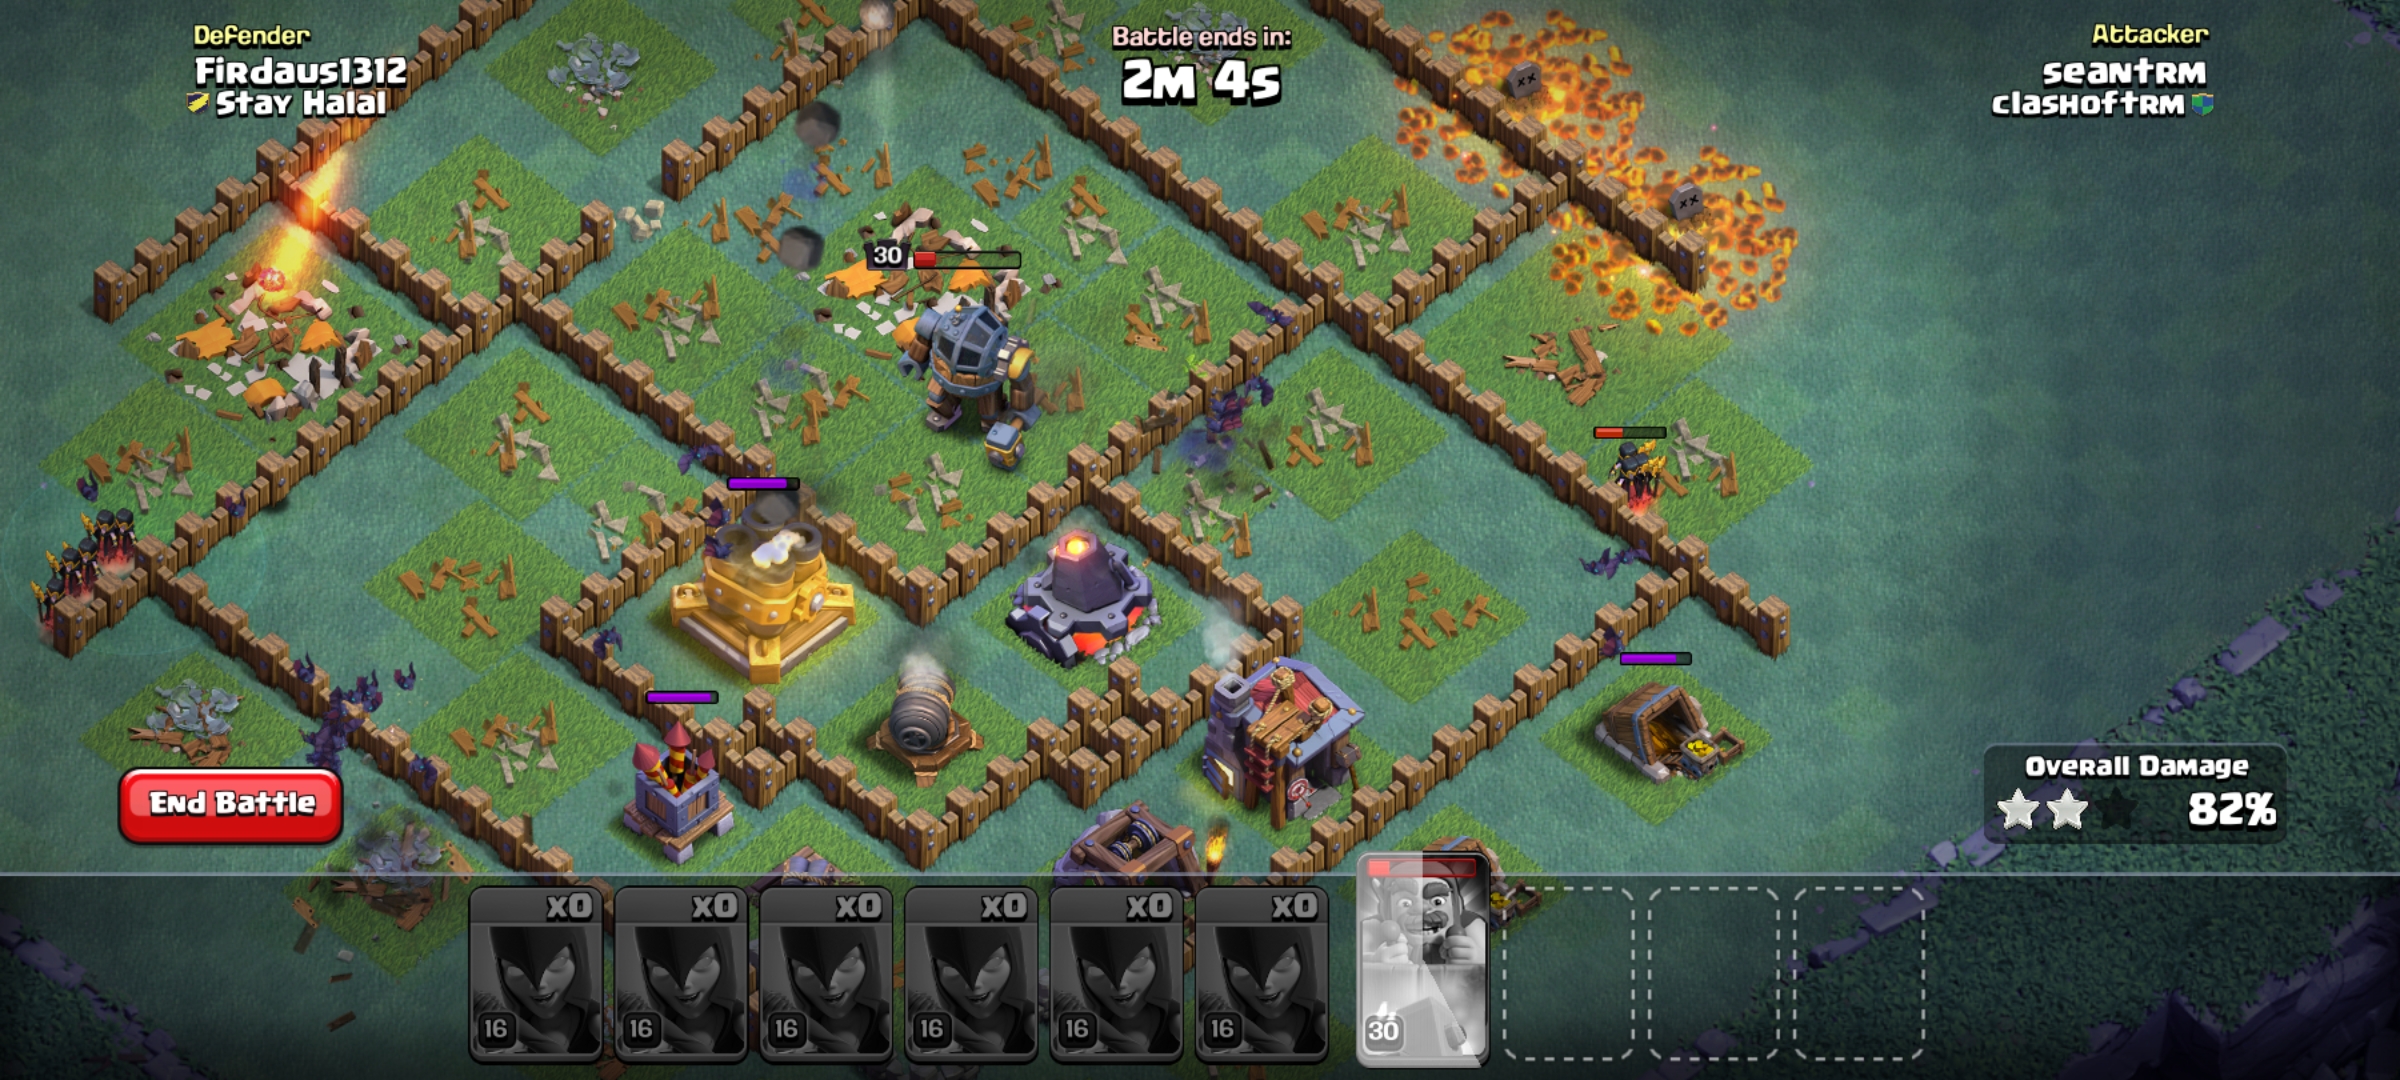 Defender
Firdaus1312
Stay Halal
Battle ends in:
2M 4s
Attacker
seantRM
clashoftRM
30
End Battle
Overall Damage
82%
x0
x0
x0
x0
x0
x0
16
16
16
16
16
16
30